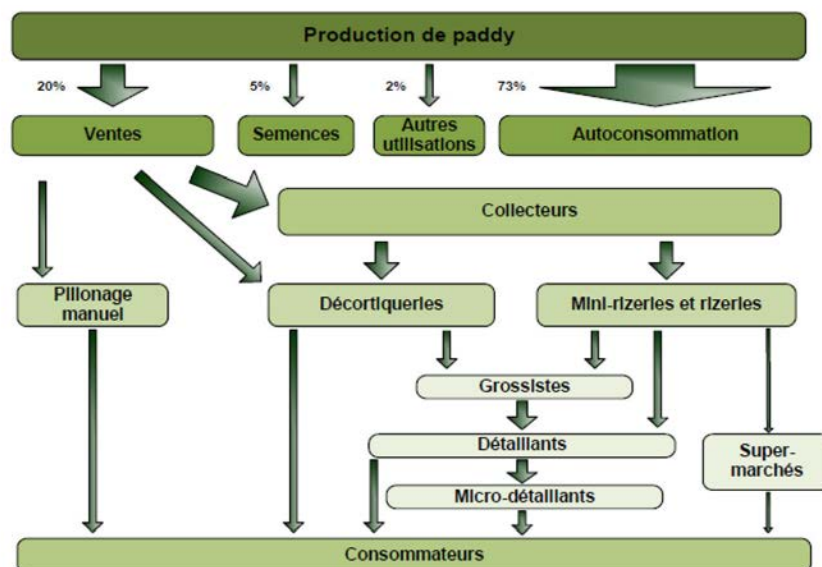 Production de paddy
20%
5%
2%
73%
Ventes
Semences
Autres
utilisations
Autoconsommation
Collecteurs
Pilonage
manuel
Décortiqueries
Mini-rizeries et rizeries
Grossistes
Détaillants
Super-
marchés
Micro-détaillants
Consommateurs